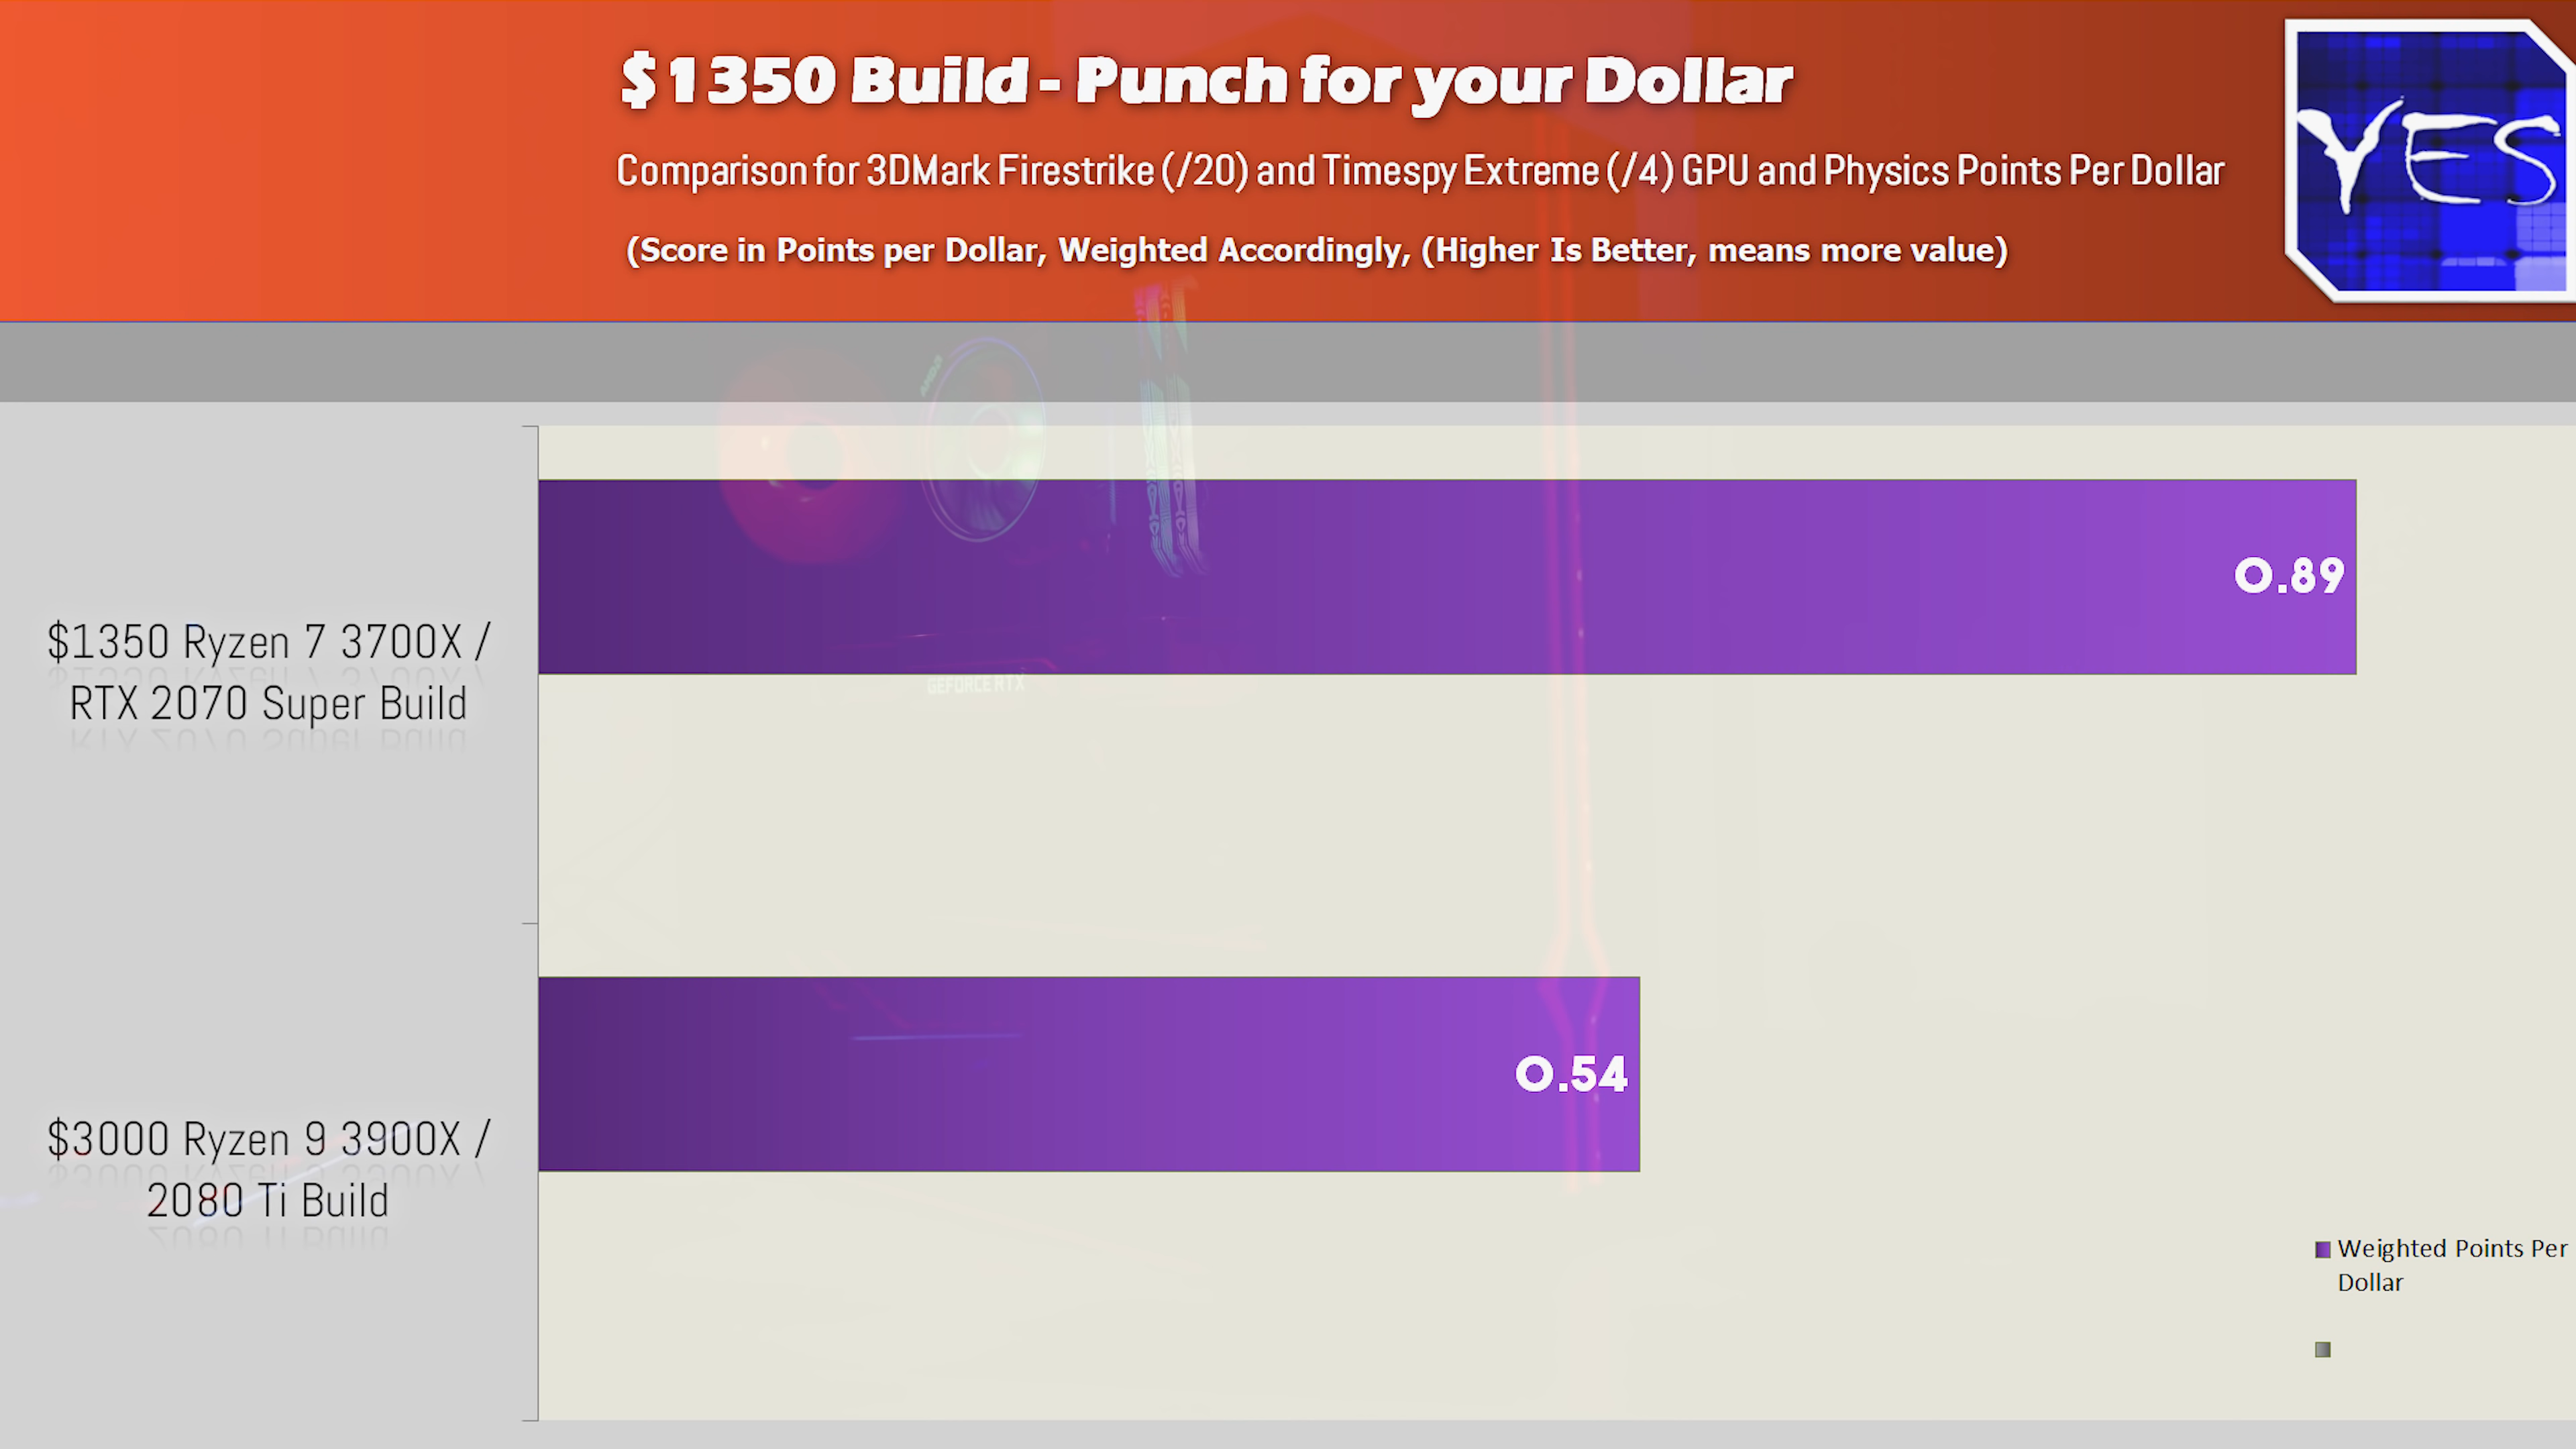 $1350 Build - Punch for your Dollar
YES
Comparison for 3DMark Firestrike (/20) and Timespy Extreme (/4) GPU and Physics Points Per Dollar
(Score in Points per Dollar, Weighted Accordingly, (Higher Is Better, means more value)
AMD
0.89
$1350 Ryzen 7 3700X /
RTX 2070 Super Build
GEFORCE RTX
0.54
$3000 Ryzen 9 3900X /
2080 Ti Build
Weighted Points Per
Dollar